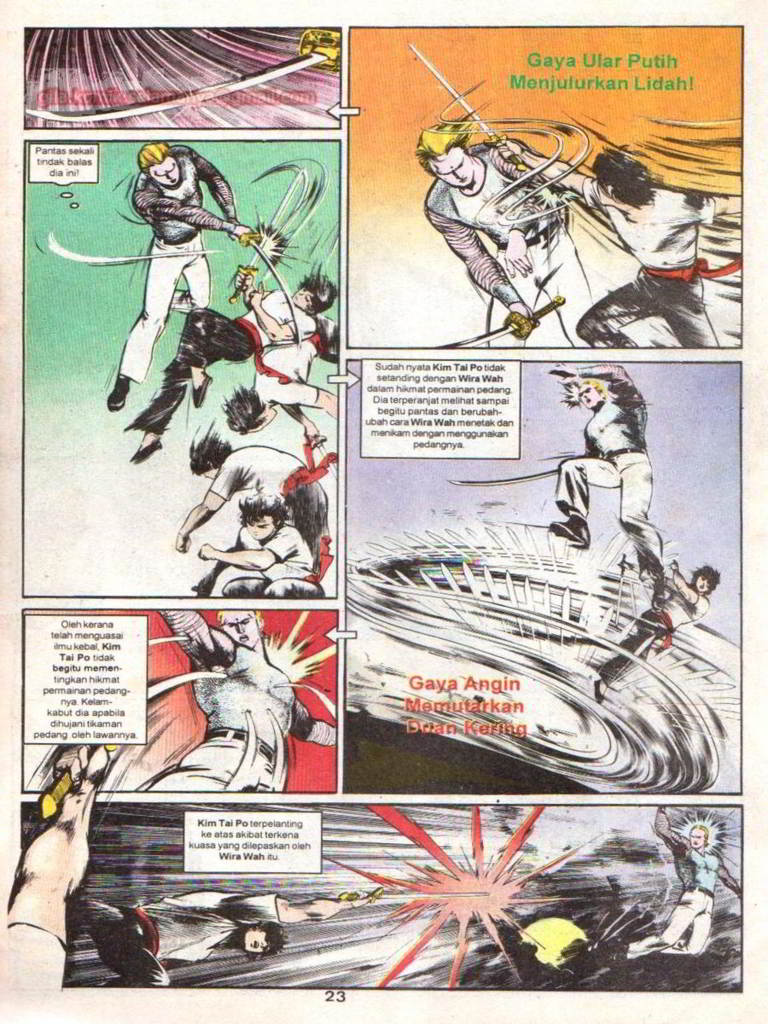 Gaya Ular Putih
Menjulurkan Lidah!
Pantas sekali
tindak balas
dia ini!
Sudah nyata Kim Tai Po tidak
setanding dengan Wira Wah
dalam hikmat permainan pedang.
Dia terperanjat melihat sampai
begitu pantas dan berubah-
ubah cara Wira Wah menetak dan
menikam dengan menggunakan
pedangnya.
Gaya Angin
Memutarkan
Duan Kering
Oleh kerana
telah menguasai
ilmu kebal, Kim
Tai Po tidak
begitu memen-
tingkan hikmat
permainan pedang-
nya. Kelam-
kabut dia apabila
dihujani tikaman
pedang oleh lawannya.
Kim Tai Po terpelanting
ke atas akibat terkena
kuasa yang dilepaskan oleh
Wira Wah itu.
23